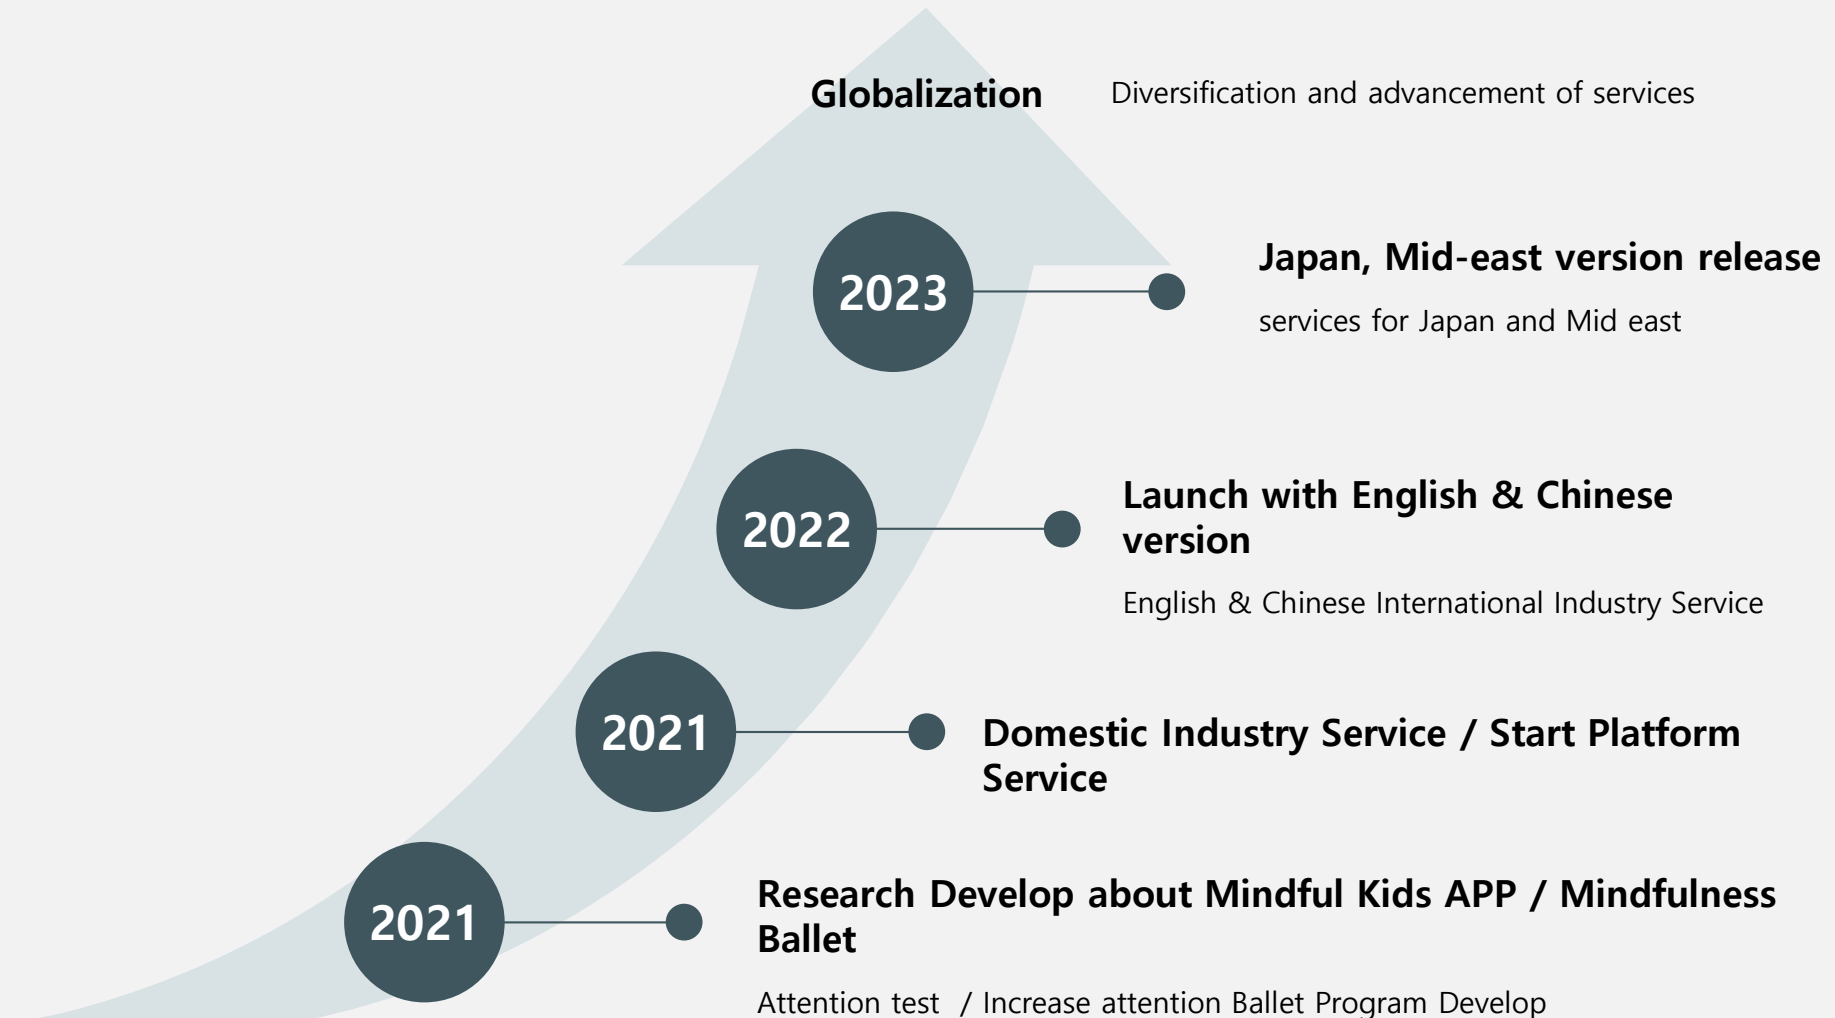 Globalization
Diversification and advancement of services
2023
Japan, Mid-east version release
services for Japan and Mid east
2022
Launch with English & Chinese
version
English & Chinese International Industry Service
2021
Domestic Industry Service / Start Platform
Service
2021
Research Develop about Mindful Kids APP / Mindfulness
Ballet
Attention test  / Increase attention Ballet Program Develop